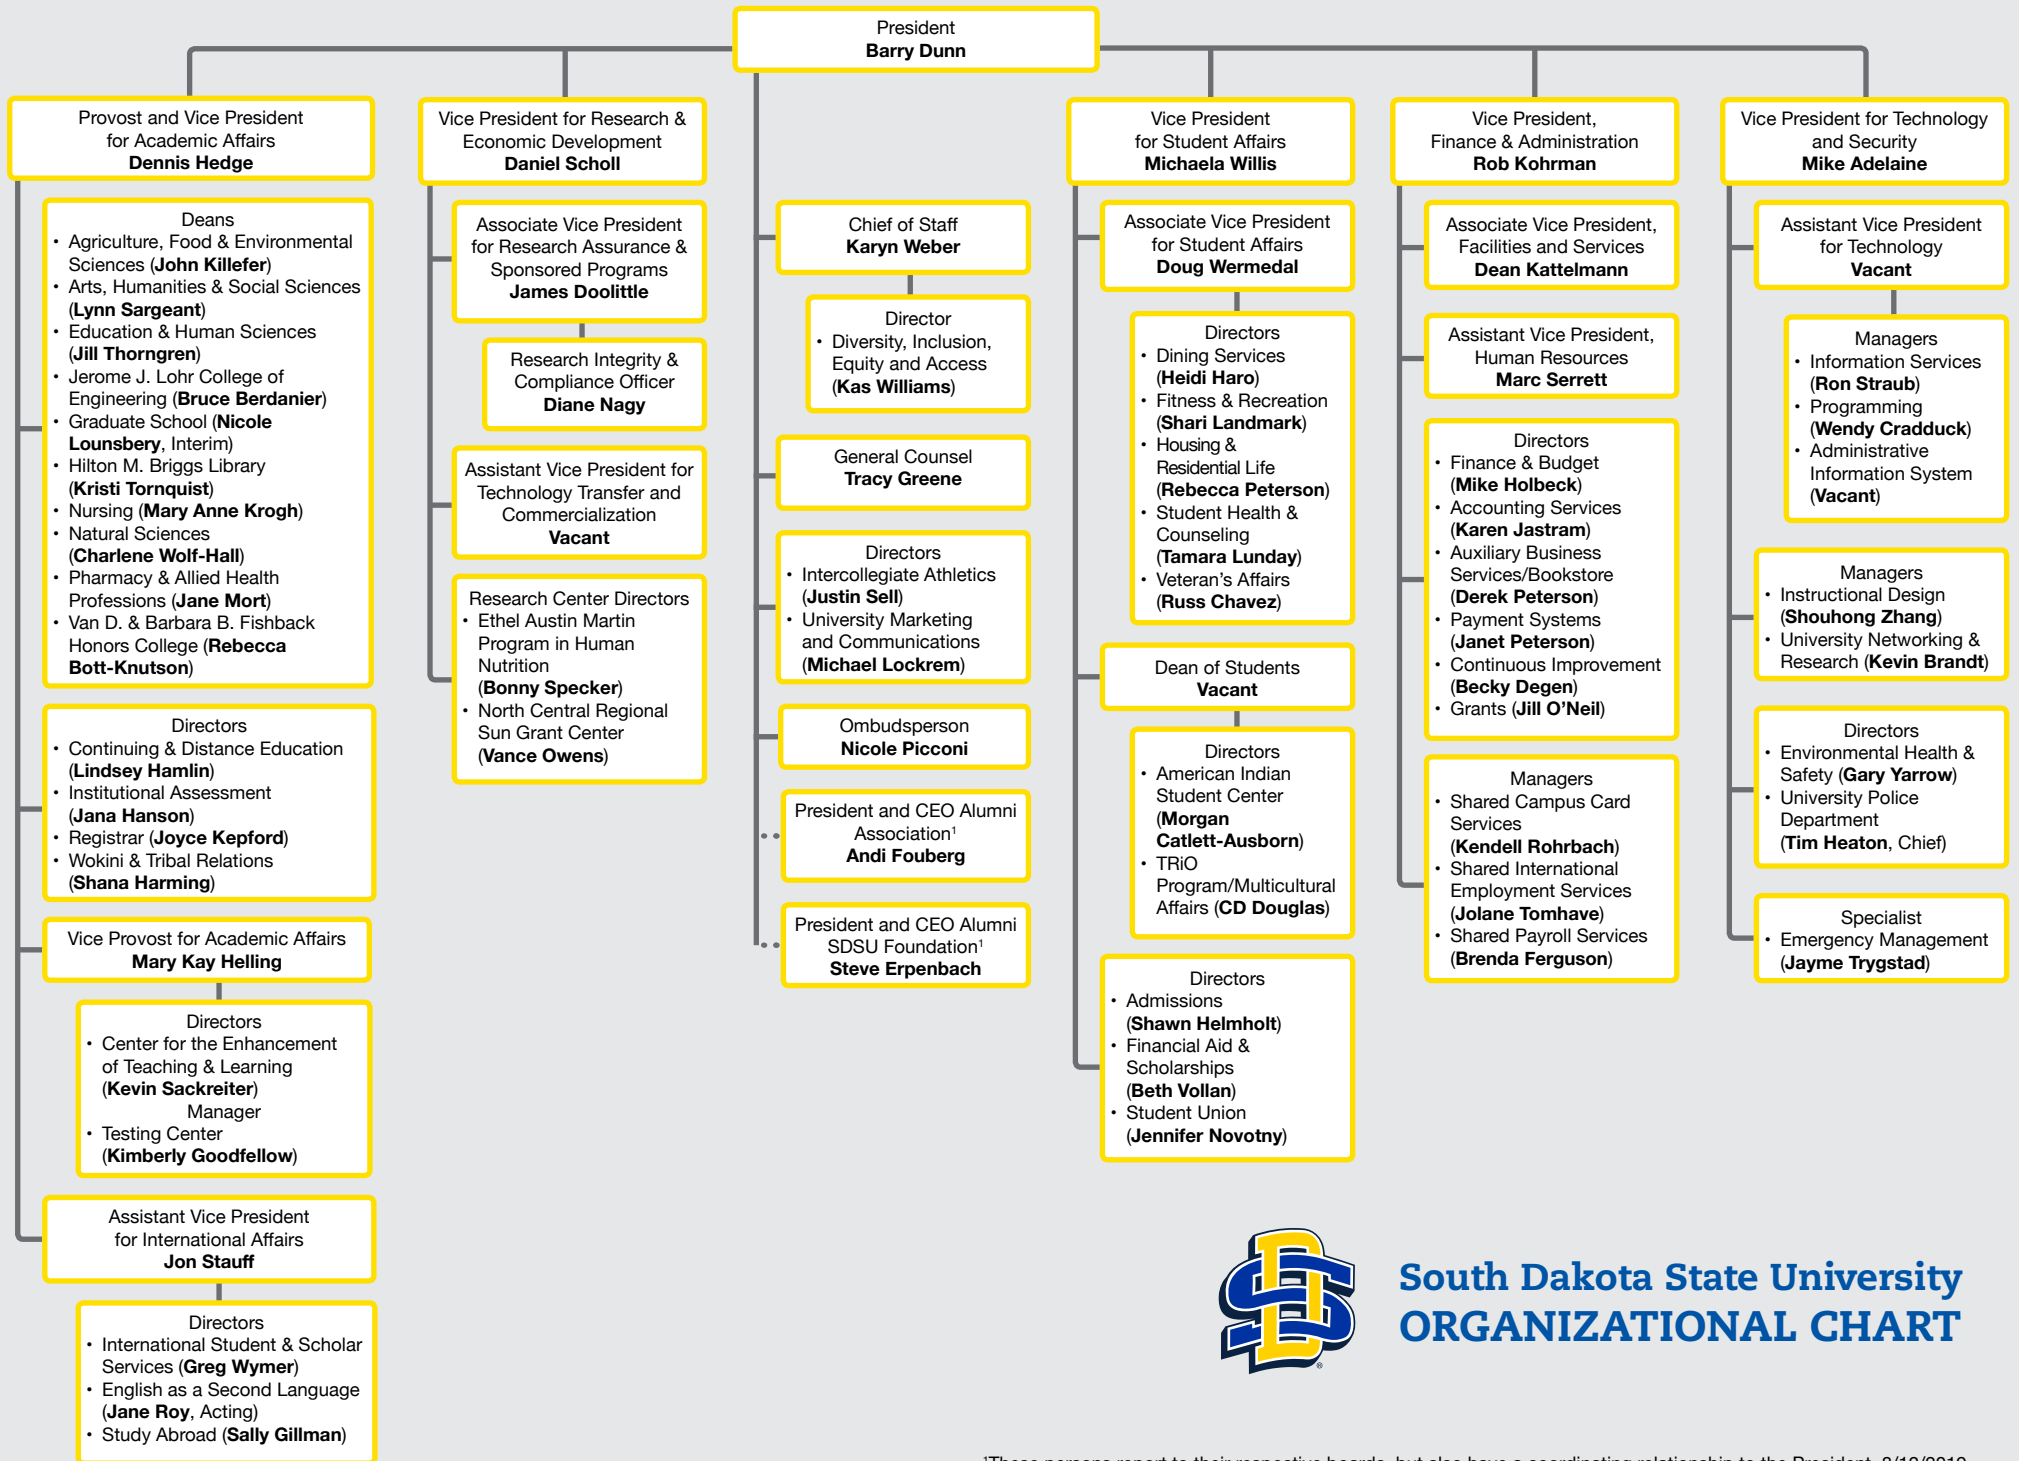 President
Barry Dunn
Provost and Vice President
for Academic Affairs
Dennis Hedge
Deans
• Agriculture, Food & Environmental
Sciences (John Killefer)
• Arts, Humanities & Social Sciences
(Lynn Sargeant)
• Education & Human Sciences
(Jill Thorngren)
• Jerome J. Lohr College of
Engineering (Bruce Berdanier)
• Graduate School (Nicole
Lounsbery, Interim)
• Hilton M. Briggs Library
(Kristi Tornquist)
• Nursing (Mary Anne Krogh)
• Natural Sciences
(Charlene Wolf-Hall)
• Pharmacy & Allied Health
Professions (Jane Mort)
• Van D. & Barbara B. Fishback
Honors College (Rebecca
Bott-Knutson)
Directors
• Continuing & Distance Education
(Lindsey Hamlin)
• Institutional Assessment
(Jana Hanson)
• Registrar (Joyce Kepford)
• Wokini & Tribal Relations
(Shana Harming)
Vice Provost for Academic Affairs
Mary Kay Helling
Directors
• Center for the Enhancement
of Teaching & Learning
(Kevin Sackreiter)
Manager
• Testing Center
(Kimberly Goodfellow)
Assistant Vice President
for International Affairs
Jon Stauff
Directors
• International Student & Scholar
Services (Greg Wymer)
• English as a Second Language
(Jane Roy, Acting)
• Study Abroad (Sally Gillman)
Vice President for Research &
Economic Development
Daniel Scholl
Associate Vice President
for Research Assurance &
Sponsored Programs
James Doolittle
Research Integrity &
Compliance Officer
Diane Nagy
Assistant Vice President for
Technology Transfer and
Commercialization
Vacant
Research Center Directors
• Ethel Austin Martin
Program in Human
Nutrition
(Bonny Specker)
• North Central Regional
Sun Grant Center
(Vance Owens)
Chief of Staff
Karyn Weber
Director
• Diversity, Inclusion,
Equity and Access
(Kas Williams)
General Counsel
Tracy Greene
Directors
• Intercollegiate Athletics
(Justin Sell)
• University Marketing
and Communications
(Michael Lockrem)
Ombudsperson
Nicole Picconi
President and CEO Alumni
Association¹
Andi Fouberg
President and CEO Alumni
SDSU Foundation¹
Steve Erpenbach
Vice President
for Student Affairs
Michaela Willis
Associate Vice President
for Student Affairs
Doug Wermedal
Directors
• Dining Services
(Heidi Haro)
• Fitness & Recreation
(Shari Landmark)
• Housing &
Residential Life
(Rebecca Peterson)
• Student Health &
Counseling
(Tamara Lunday)
• Veteran's Affairs
(Russ Chavez)
Dean of Students
Vacant
Directors
• American Indian
Student Center
(Morgan
Catlett-Ausborn)
• TRiO
Program/Multicultural
Affairs (CD Douglas)
Directors
• Admissions
(Shawn Helmholt)
• Financial Aid &
Scholarships
(Beth Vollan)
• Student Union
(Jennifer Novotny)
Vice President,
Finance & Administration
Rob Kohrman
Associate Vice President,
Facilities and Services
Dean Kattelmann
Assistant Vice President,
Human Resources
Marc Serrett
Directors
• Finance & Budget
(Mike Holbeck)
• Accounting Services
(Karen Jastram)
• Auxiliary Business
Services/Bookstore
(Derek Peterson)
• Payment Systems
(Janet Peterson)
• Continuous Improvement
(Becky Degen)
• Grants (Jill O'Neil)
Managers
• Shared Campus Card
Services
(Kendell Rohrbach)
• Shared International
Employment Services
(Jolane Tomhave)
• Shared Payroll Services
(Brenda Ferguson)
Vice President for Technology
and Security
Mike Adelaine
Assistant Vice President
for Technology
Vacant
Managers
• Information Services
(Ron Straub)
• Programming
(Wendy Cradduck)
• Administrative
Information System
(Vacant)
Managers
• Instructional Design
(Shouhong Zhang)
• University Networking &
Research (Kevin Brandt)
Directors
• Environmental Health &
Safety (Gary Yarrow)
• University Police
Department
(Tim Heaton, Chief)
Specialist
• Emergency Management
(Jayme Trygstad)
SD
®
South Dakota State University
ORGANIZATIONAL CHART
¹These persons report to their respective boards, but also have a coordinating relationship to the President. 8/12/2019